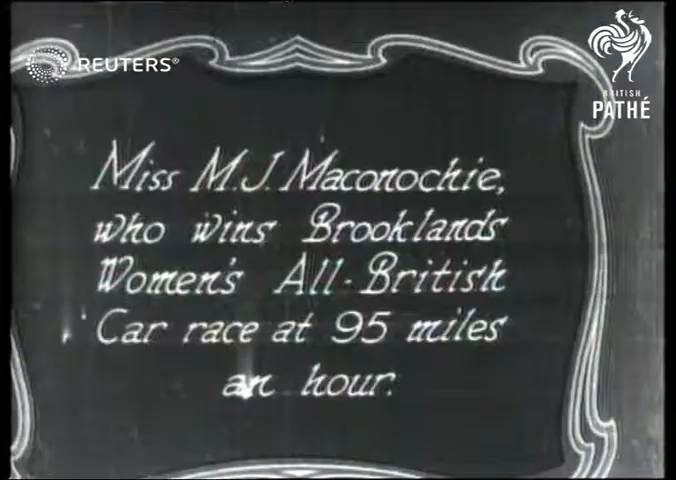 REUTERS®
BRITISH
PATHÉ
Miss M.J. Maconochie,
who wins Brooklands
Women's All-British
Car race at 95 miles
an hour.